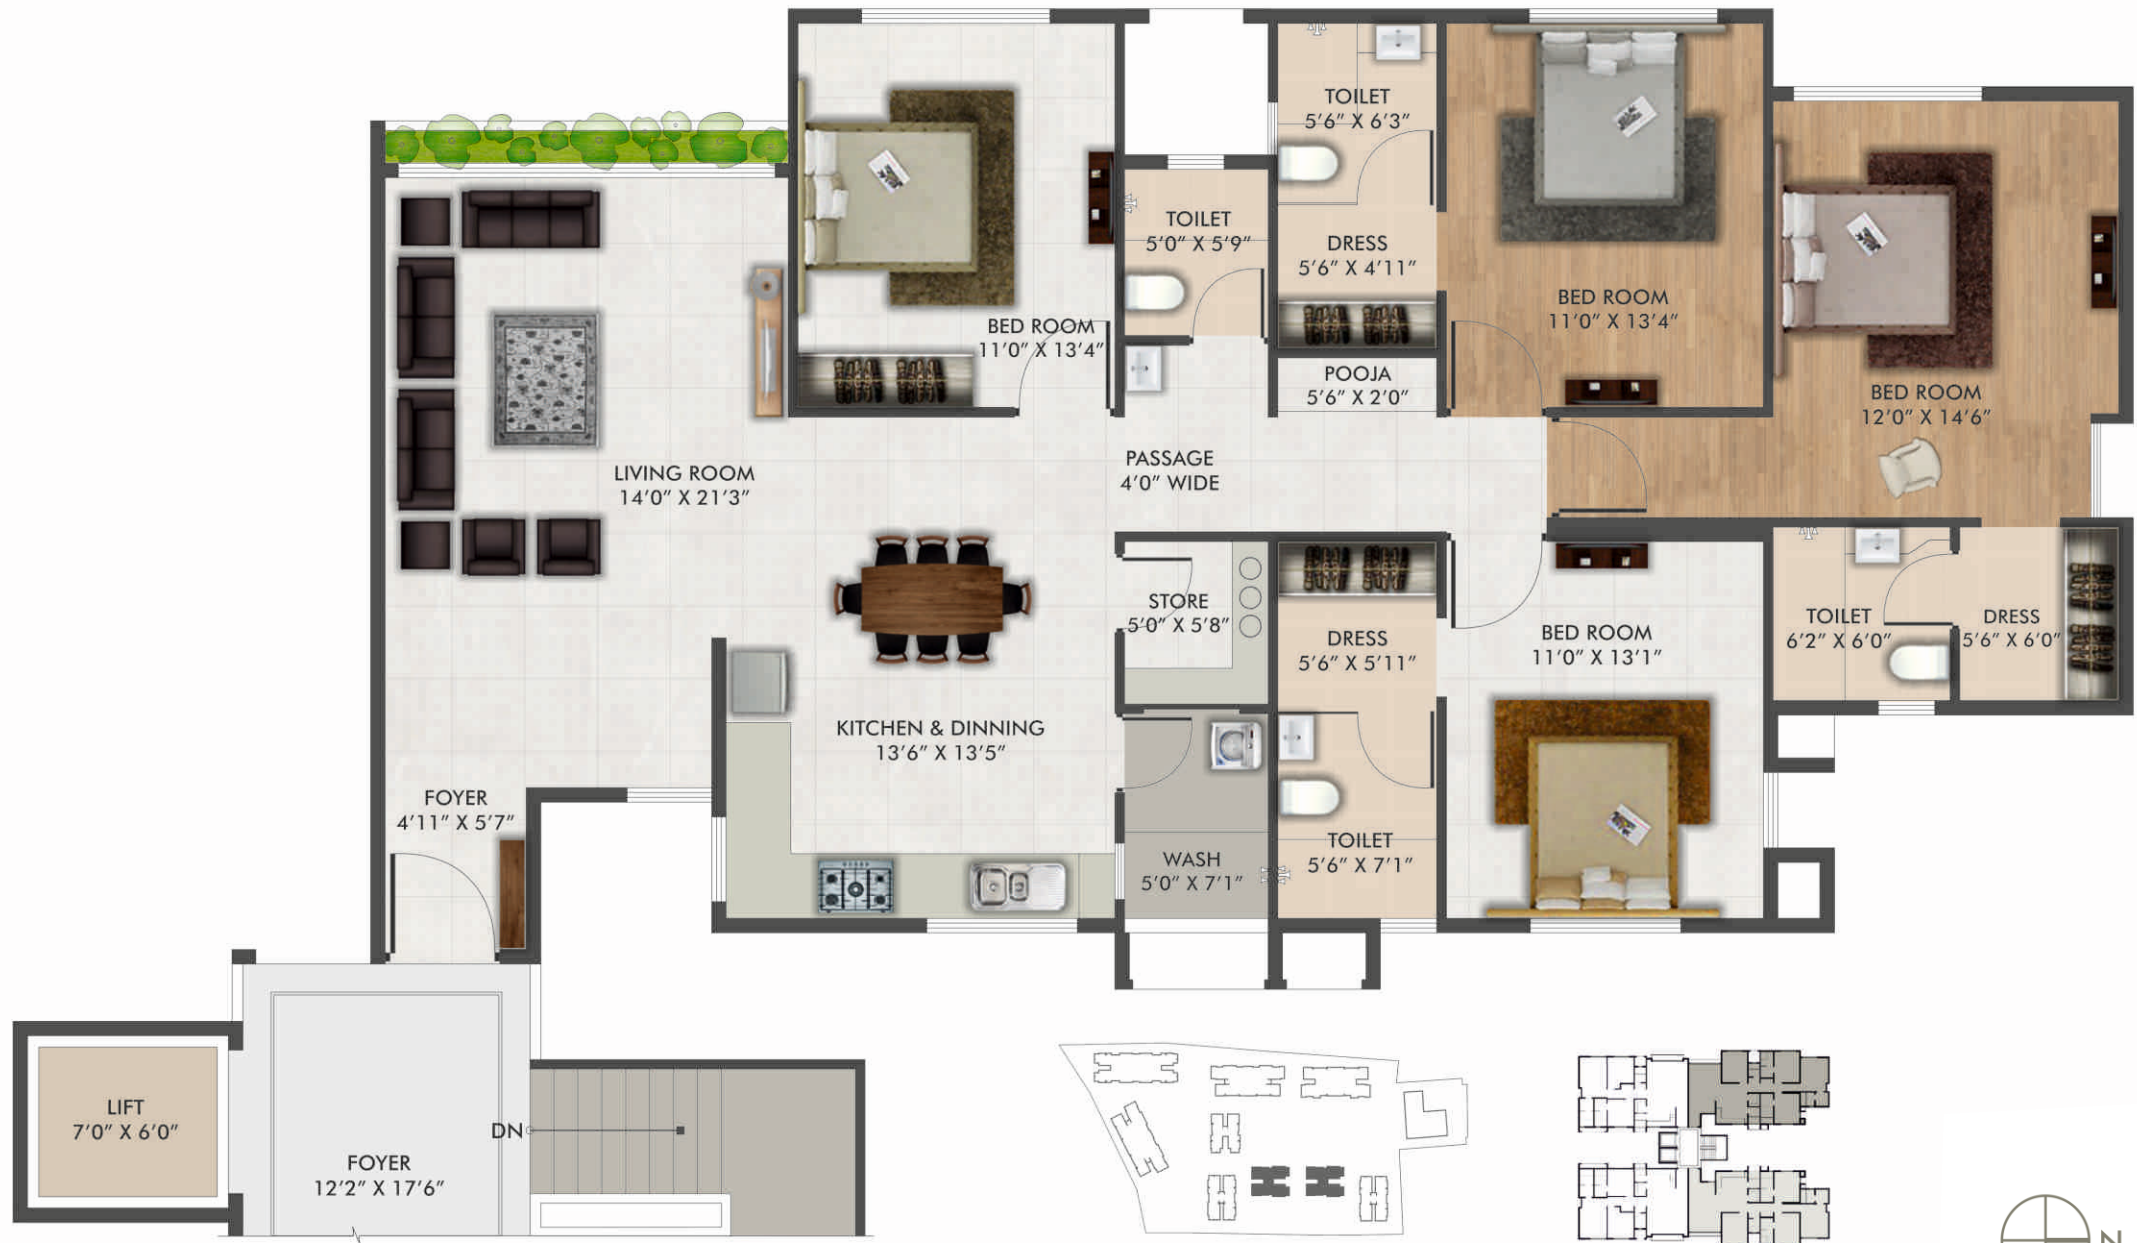 TOILET
5'6" X 6'3"
TOILET
5'0" X 5'9"
DRESS
5'6" X 4'11"
BED ROOM
11'0" X 13'4"
BED ROOM
11'0" X 13'4"
POOJA
5'6" X 2'0"
BED ROOM
12'0" X 14'6"
LIVING ROOM
14'0" X 21'3"
PASSAGE
4'0" WIDE
STORE
5'0" X 5'8"
DRESS
5'6" X 5'11"
BED ROOM
11'0" X 13'1"
TOILET
6'2" X 6'0"
DRESS
5'6" X 6'0"
KITCHEN & DINNING
13'6" X 13'5"
FOYER
4'11" X 5'7"
WASH
5'0" X 7'1"
TOILET
5'6" X 7'1"
LIFT
7'0" X 6'0"
DN
FOYER
12'2" X 17'6"
N